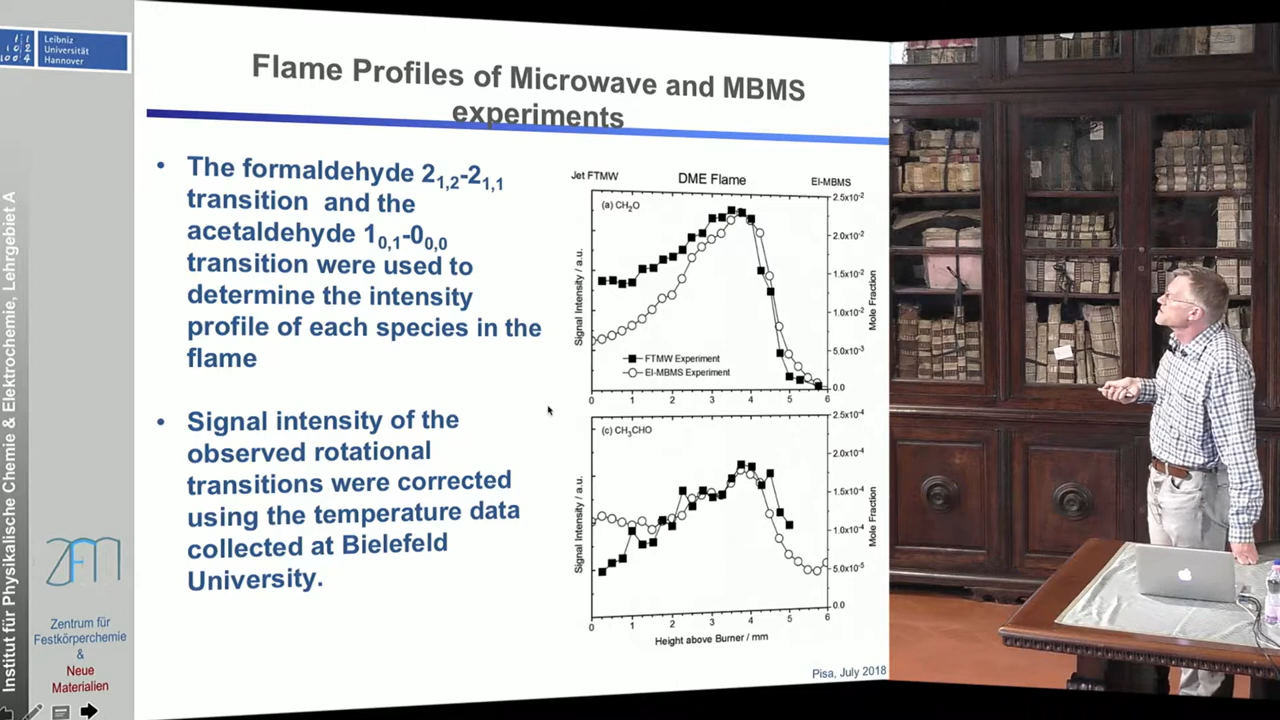 Leibniz
Universität
Hannover
Institut für Physikalische Chemie & Elektrochemie, Lehrgebiet A
ZFM
Zentrum für
Festkörperchemie
&
Neue
Materialien
Flame Profiles of Microwave and MBMS
experiments
• The formaldehyde 2₁,₂-2₁,₁
transition and the
acetaldehyde 1₀,₁-0₀,₀
transition were used to
determine the intensity
profile of each species in the
flame
• Signal intensity of the
observed rotational
transitions were corrected
using the temperature data
collected at Bielefeld
University.
Jet FTMW DME Flame EI-MBMS
(a) CH₂O
Signal Intensity / a.u.
FTMW Experiment
EI-MBMS Experiment
2.5x10⁻²
2.0x10⁻²
1.5x10⁻²
1.0x10⁻²
5.0x10⁻³
0.0
Mole Fraction
0 1 2 3 4 5 6
(c) CH₃CHO
Signal Intensity / a.u.
2.5x10⁻⁴
2.0x10⁻⁴
1.5x10⁻⁴
1.0x10⁻⁴
5.0x10⁻⁵
0.0
Mole Fraction
0 1 2 3 4 5 6
Height above Burner / mm
Pisa, July 2018